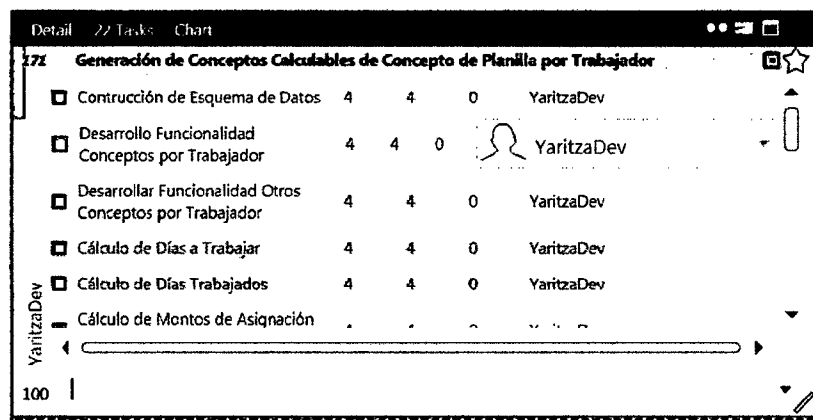 Detail 22 Tasks Chart
171 Generación de Conceptos Calculables de Concepto de Planilla por Trabajador
Contrucción de Esquema de Datos 4 4 0 YaritzaDev
Desarrollo Funcionalidad
Conceptos por Trabajador 4 4 0 YaritzaDev
Desarrollar Funcionalidad Otros
Conceptos por Trabajador 4 4 0 YaritzaDev
Cálculo de Días a Trabajar 4 4 0 YaritzaDev
Cálculo de Días Trabajados 4 4 0 YaritzaDev
Cálculo de Montos de Asignación
YaritzaDev
100